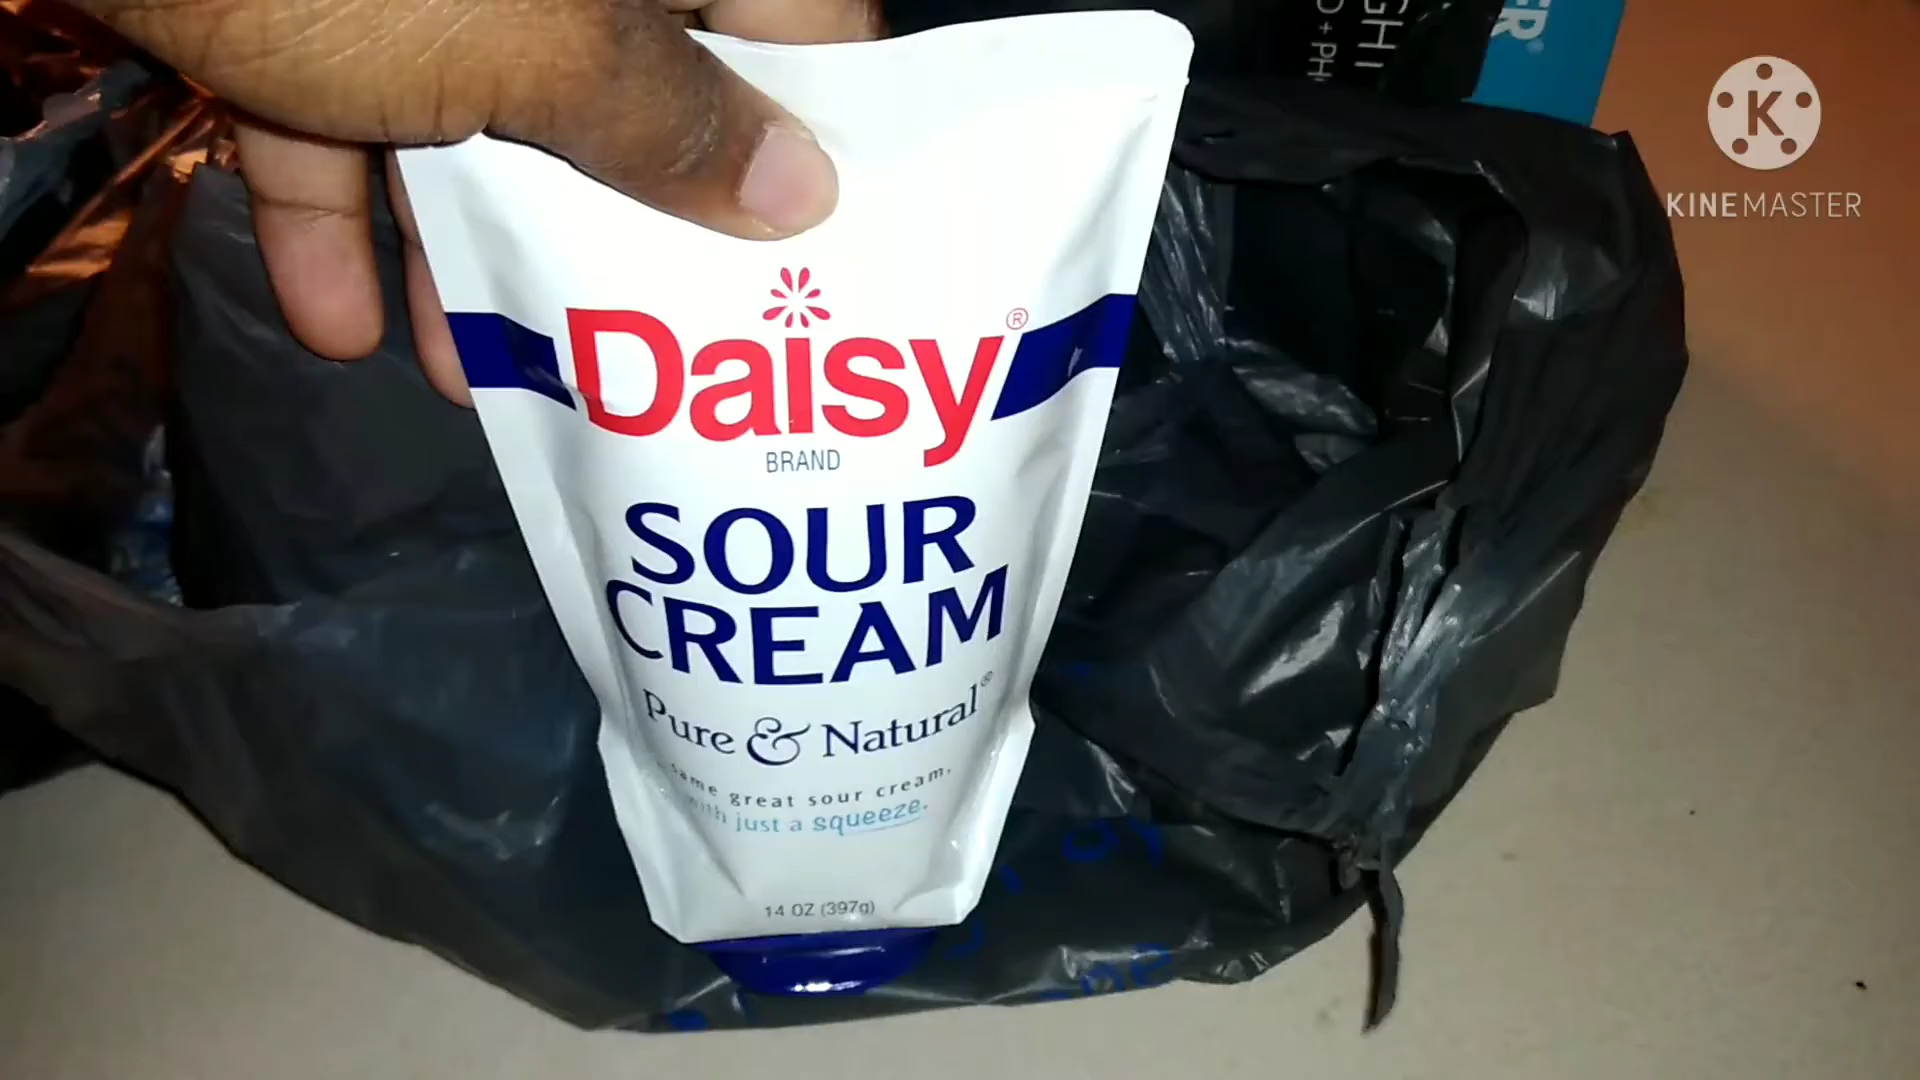 Daisy®
BRAND
SOUR
CREAM
Pure & Natural®
same great sour cream.
with just a squeeze.
14 OZ (397g)
K
KINEMASTER